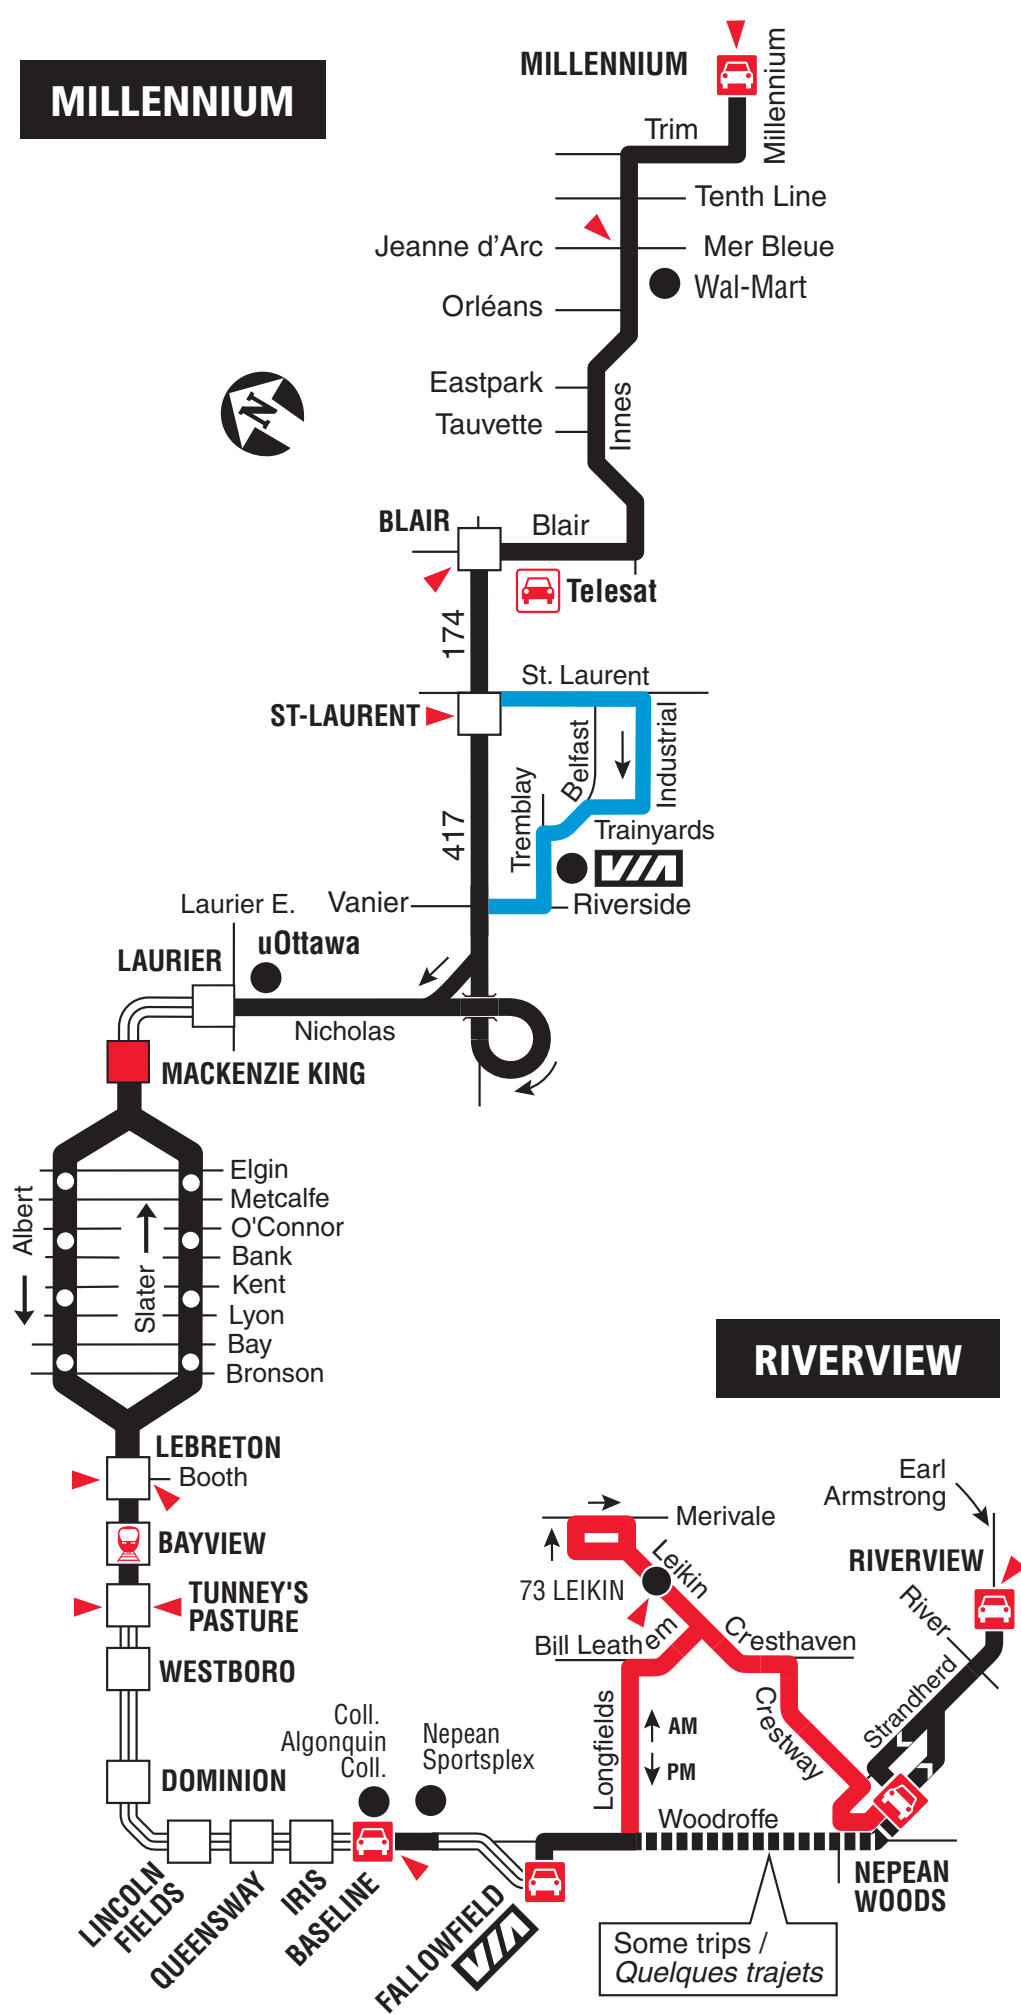 MILLENNIUM
MILLENNIUM
Millennium
Trim
Tenth Line
Jeanne d'Arc
Mer Bleue
Wal-Mart
Orléans
Eastpark
Tauvette
Innes
N
BLAIR
Blair
Telesat
174
St. Laurent
ST-LAURENT
Belfast
Industrial
417
Tremblay
Trainyards
VIA
Laurier E.
Vanier
Riverside
uOttawa
LAURIER
Nicholas
MACKENZIE KING
Albert
Slater
Elgin
Metcalfe
O'Connor
Bank
Kent
Lyon
Bay
Bronson
LEBRETON
Booth
BAYVIEW
TUNNEY'S
PASTURE
WESTBORO
DOMINION
LINCOLN
FIELDS
QUEENSWAY
IRIS
BASELINE
Coll.
Algonquin
Coll.
Nepean
Sportsplex
FALLOWFIELD
VIA
RIVERVIEW
Earl
Armstrong
RIVERVIEW
River
Strandherd
Merivale
Leikin
73 LEIKIN
Bill Leathem
Cresthaven
Crestway
Longfields
AM
PM
Woodroffe
NEPEAN
WOODS
Some trips /
Quelques trajets